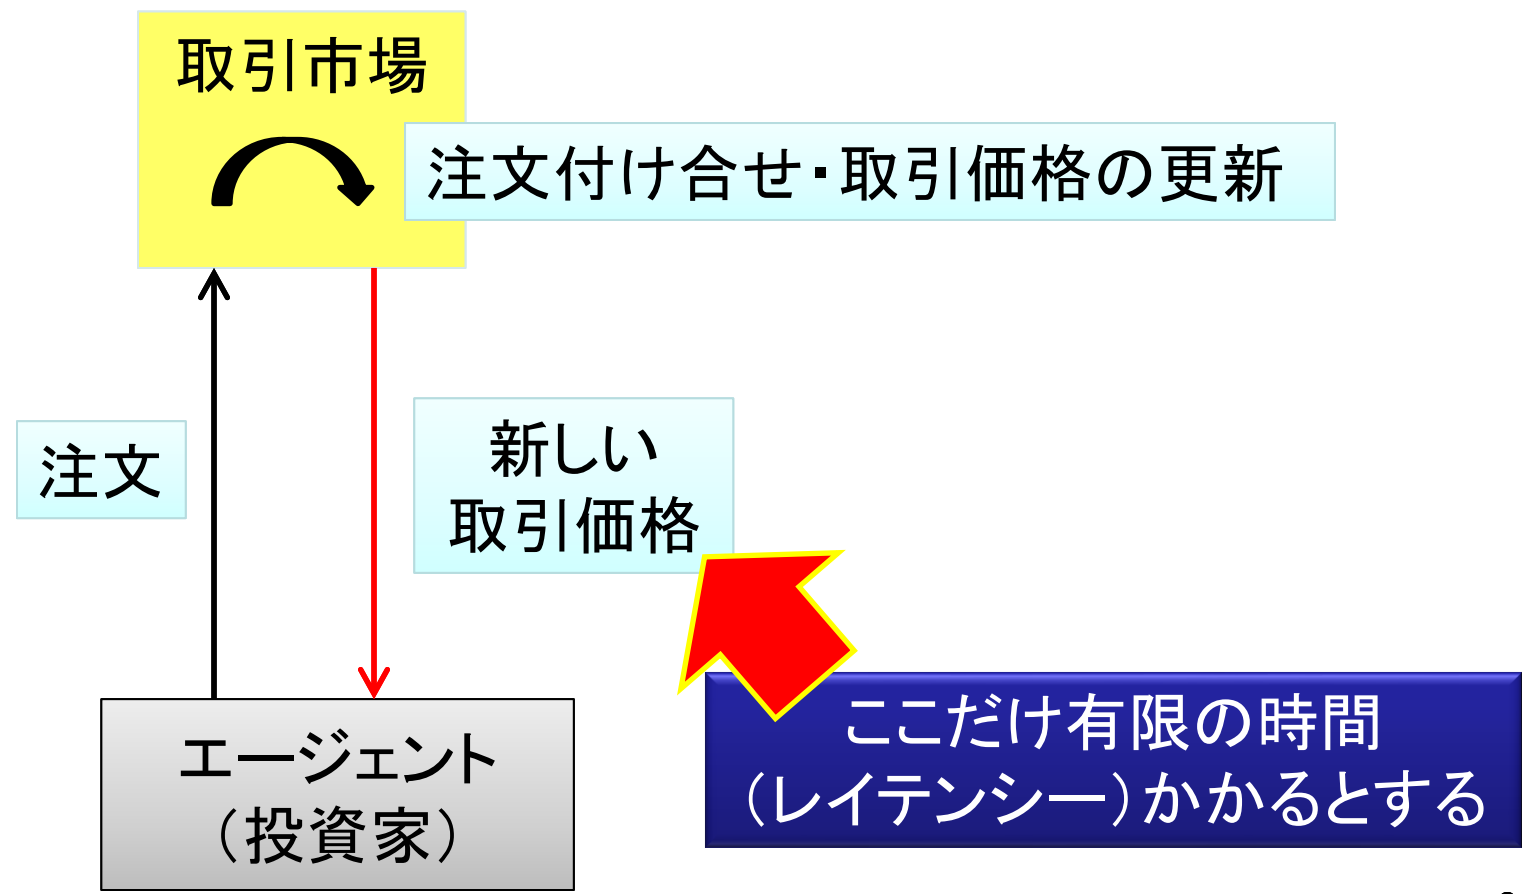 取引市場
注文付け合せ・取引価格の更新
注文
新しい
取引価格
エージェント
（投資家）
ここだけ有限の時間
（レイテンシー）かかるとする